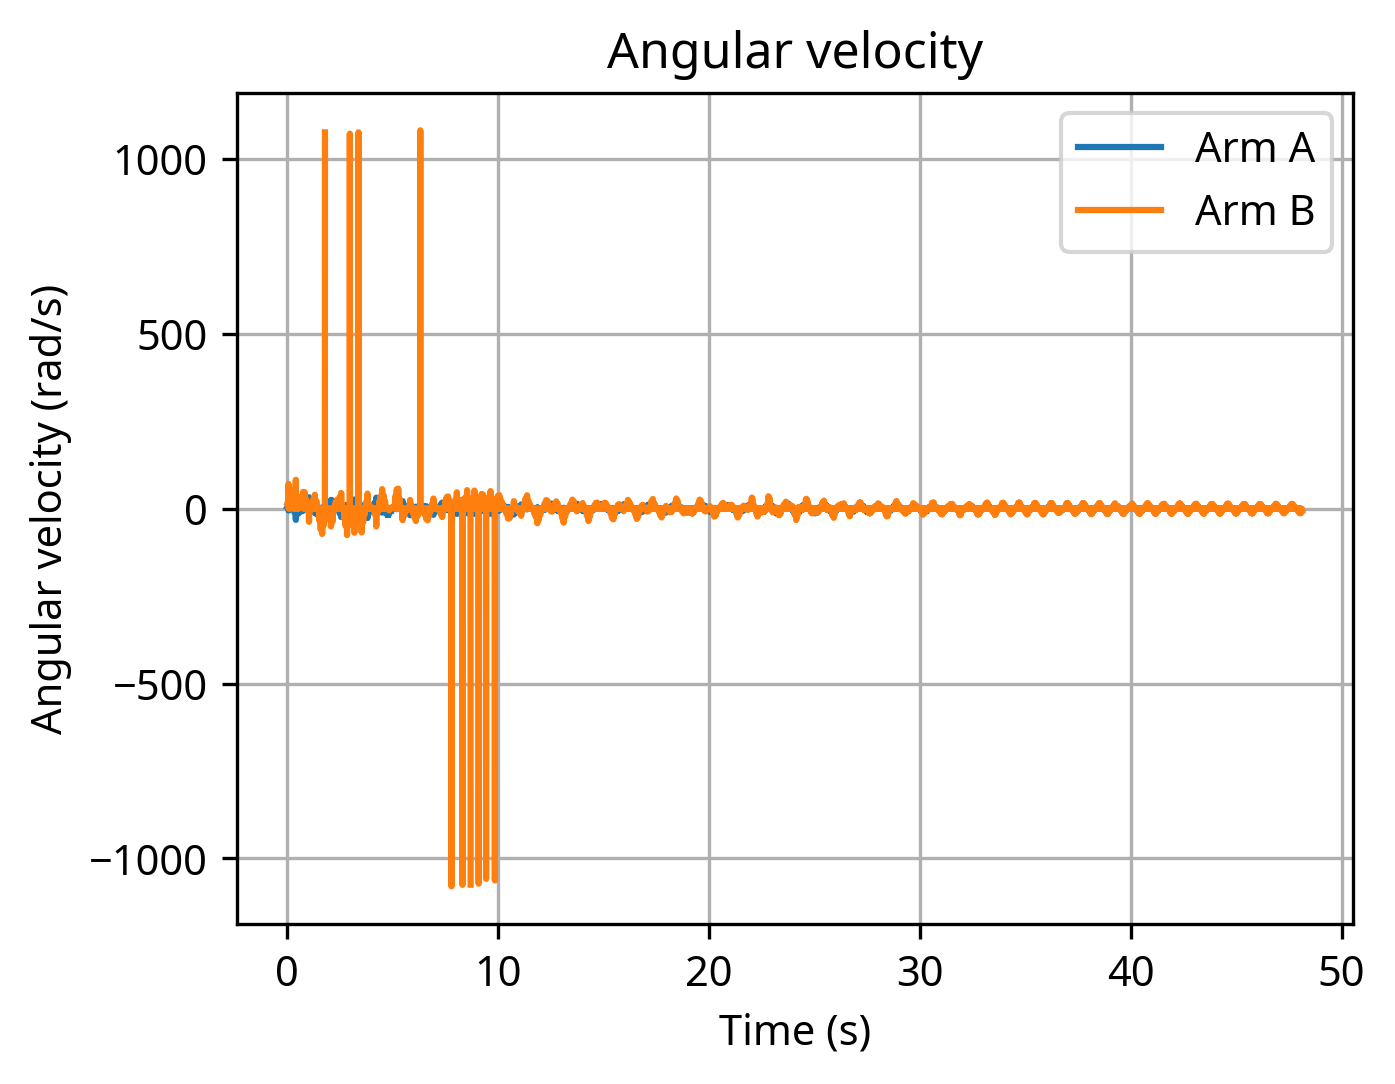 Angular velocity
Arm A
Arm B
Angular velocity (rad/s)
1000
500
0
−500
−1000
0 10 20 30 40 50
Time (s)